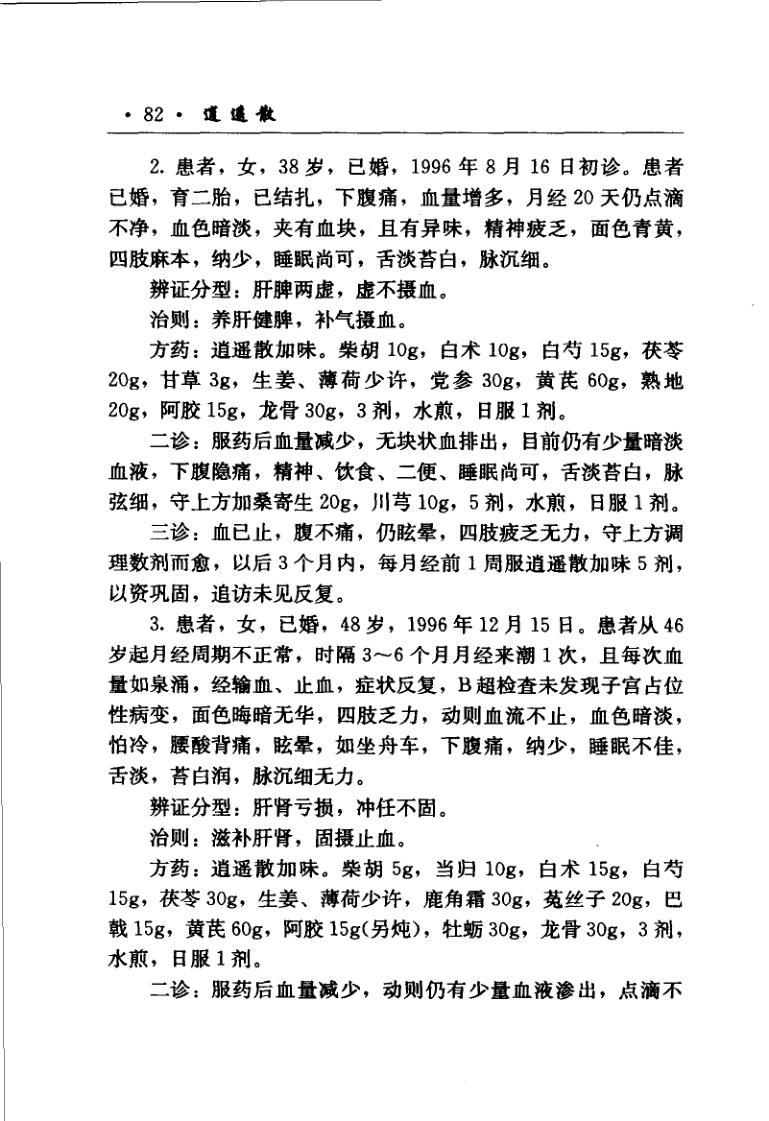 ·82· 逍遥散
2. 患者，女，38岁，已婚，1996年8月16日初诊。患者
已婚，育二胎，已结扎，下腹痛，血量增多，月经20天仍点滴
不净，血色暗淡，夹有血块，且有异味，精神疲乏，面色青黄，
四肢麻本，纳少，睡眠尚可，舌淡苔白，脉沉细。
辨证分型：肝脾两虚，虚不摄血。
治则：养肝健脾，补气摄血。
方药：逍遥散加味。柴胡10g，白术10g，白芍15g，茯苓
20g，甘草3g，生姜、薄荷少许，党参30g，黄芪60g，熟地
20g，阿胶15g，龙骨30g，3剂，水煎，日服1剂。
二诊：服药后血量减少，无块状血排出，目前仍有少量暗淡
血液，下腹隐痛，精神、饮食、二便、睡眠尚可，舌淡苔白，脉
弦细，守上方加桑寄生20g，川芎10g，5剂，水煎，日服1剂。
三诊：血已止，腹不痛，仍眩晕，四肢疲乏无力，守上方调
理数剂而愈，以后3个月内，每月经前1周服逍遥散加味5剂，
以资巩固，追访未见反复。
3. 患者，女，已婚，48岁，1996年12月15日。患者从46
岁起月经周期不正常，时隔3～6个月月经来潮1次，且每次血
量如泉涌，经输血、止血，症状反复，B超检查未发现子宫占位
性病变，面色晦暗无华，四肢乏力，动则血流不止，血色暗淡，
怕冷，腰酸背痛，眩晕，如坐舟车，下腹痛，纳少，睡眠不佳，
舌淡，苔白润，脉沉细无力。
辨证分型：肝肾亏损，冲任不固。
治则：滋补肝肾，固摄止血。
方药：逍遥散加味。柴胡5g，当归10g，白术15g，白芍
15g，茯苓30g，生姜、薄荷少许，鹿角霜30g，菟丝子20g，巴
戟15g，黄芪60g，阿胶15g(另炖)，牡蛎30g，龙骨30g，3剂，
水煎，日服1剂。
二诊：服药后血量减少，动则仍有少量血液渗出，点滴不